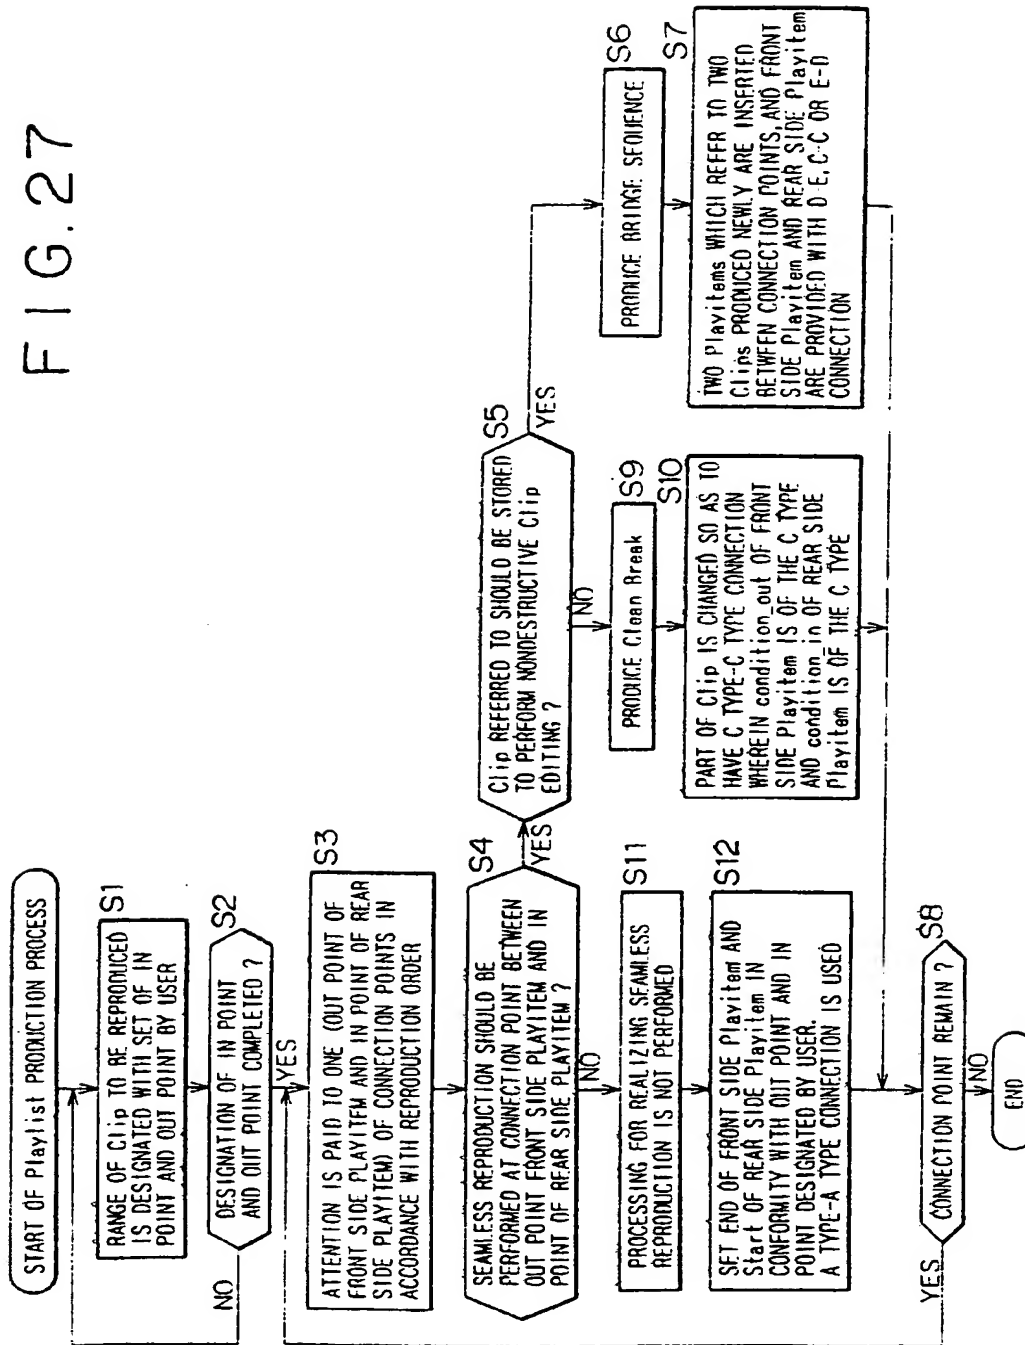 FIG.27
START OF Playlist PRODUCTION PROCESS
S1
RANGE OF Clip TO BE REPRODUCED
IS DESIGNATED WITH SET OF IN
POINT AND OUT POINT BY USER
S2
DESIGNATION OF IN POINT
AND OUT POINT COMPLETED ?
NO
YES
S3
ATTENTION IS PAID TO ONE (OUT POINT OF
FRONT SIDE PLAYITEM AND IN POINT OF REAR
SIDE PLAYITEM) OF CONNECTION POINTS IN
ACCORDANCE WITH REPRODUCTION ORDER
S4
SEAMLESS REPRODUCTION SHOULD BE
PERFORMED AT CONNECTION POINT BETWEEN
OUT POINT FRONT SIDE PLAYITEM AND IN
POINT OF REAR SIDE PLAYITEM ?
YES
NO
S5
Clip REFERRED TO SHOULD BE STORED
TO PERFORM NONDESTRUCTIVE Clip
EDITING ?
YES
NO
S6
PRODUCE BRIDGE SEQUENCE
S7
TWO Playitems WHICH REFER TO TWO
Clips PRODUCED NEWLY ARE INSERTED
BETWEEN CONNECTION POINTS, AND FRONT
SIDE Playitem AND REAR SIDE Playitem
ARE PROVIDED WITH D-E, C-C OR E-D
CONNECTION
S9
PRODUCE Clean Break
S10
PART OF Clip IS CHANGED SO AS TO
HAVE C TYPE-C TYPE CONNECTION
WHEREIN condition_out OF FRONT
SIDE Playitem IS OF THE C TYPE
AND condition_in OF REAR SIDE
Playitem IS OF THE C TYPE
S11
PROCESSING FOR REALIZING SEAMLESS
REPRODUCTION IS NOT PERFORMED
S12
SET END OF FRONT SIDE Playitem AND
Start OF REAR SIDE Playitem IN
CONFORMITY WITH OUT POINT AND IN
POINT DESIGNATED BY USER.
A TYPE-A TYPE CONNECTION IS USED
S8
CONNECTION POINT REMAIN ?
YES
NO
END